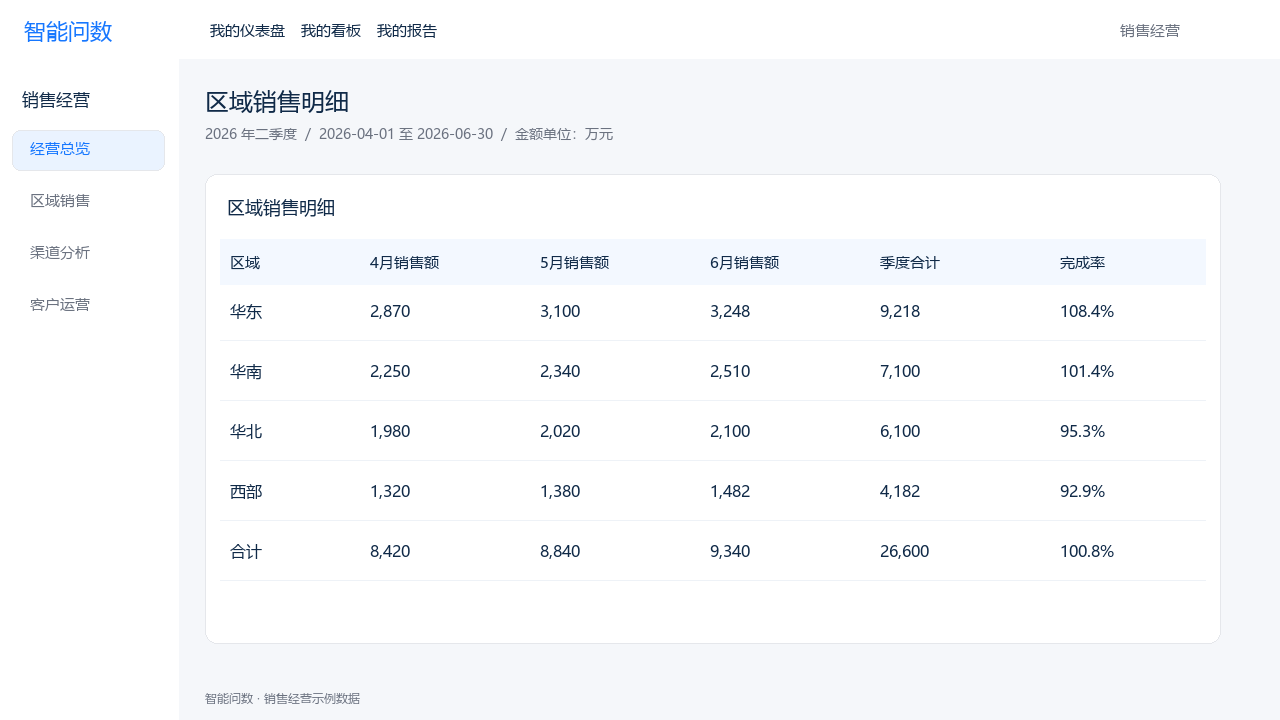 智能问数
我的仪表盘 我的看板 我的报告
销售经营
销售经营
经营总览
区域销售
渠道分析
客户运营
区域销售明细
2026 年二季度 / 2026-04-01 至 2026-06-30 / 金额单位：万元
区域销售明细
区域 4月销售额 5月销售额 6月销售额 季度合计 完成率
华东 2,870 3,100 3,248 9,218 108.4%
华南 2,250 2,340 2,510 7,100 101.4%
华北 1,980 2,020 2,100 6,100 95.3%
西部 1,320 1,380 1,482 4,182 92.9%
合计 8,420 8,840 9,340 26,600 100.8%
智能问数 · 销售经营示例数据